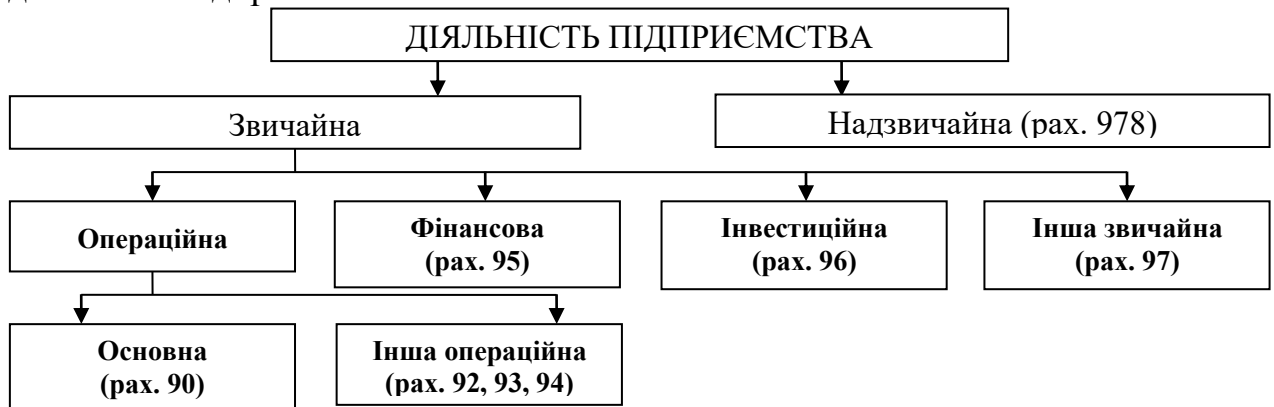 ДІЯЛЬНІСТЬ ПІДПРИЄМСТВА
Звичайна
Надзвичайна (рах. 978)
Операційна
Фінансова
(рах. 95)
Інвестиційна
(рах. 96)
Інша звичайна
(рах. 97)
Основна
(рах. 90)
Інша операційна
(рах. 92, 93, 94)